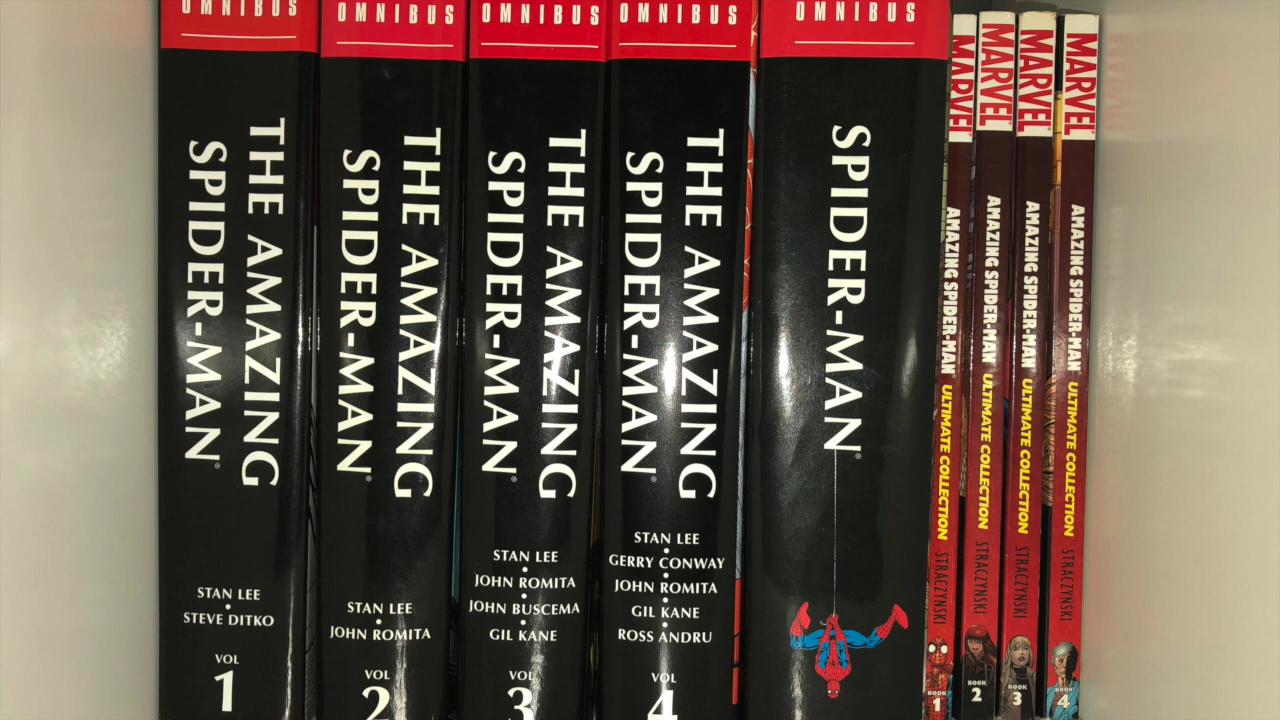 OMNIBUS
THE AMAZING
SPIDER-MAN®
STAN LEE
•
STEVE DITKO
VOL
1
OMNIBUS
THE AMAZING
SPIDER-MAN®
STAN LEE
•
JOHN ROMITA
VOL
2
OMNIBUS
THE AMAZING
SPIDER-MAN®
STAN LEE
•
JOHN ROMITA
•
JOHN BUSCEMA
•
GIL KANE
VOL
3
OMNIBUS
THE AMAZING
SPIDER-MAN®
STAN LEE
•
GERRY CONWAY
•
JOHN ROMITA
•
GIL KANE
•
ROSS ANDRU
VOL
4
OMNIBUS
SPIDER-MAN®
MARVEL
AMAZING SPIDER-MAN ULTIMATE COLLECTION STRACZYNSKI
BOOK
1
MARVEL
AMAZING SPIDER-MAN ULTIMATE COLLECTION STRACZYNSKI
BOOK
2
MARVEL
AMAZING SPIDER-MAN ULTIMATE COLLECTION STRACZYNSKI
BOOK
3
MARVEL
AMAZING SPIDER-MAN ULTIMATE COLLECTION STRACZYNSKI
BOOK
4